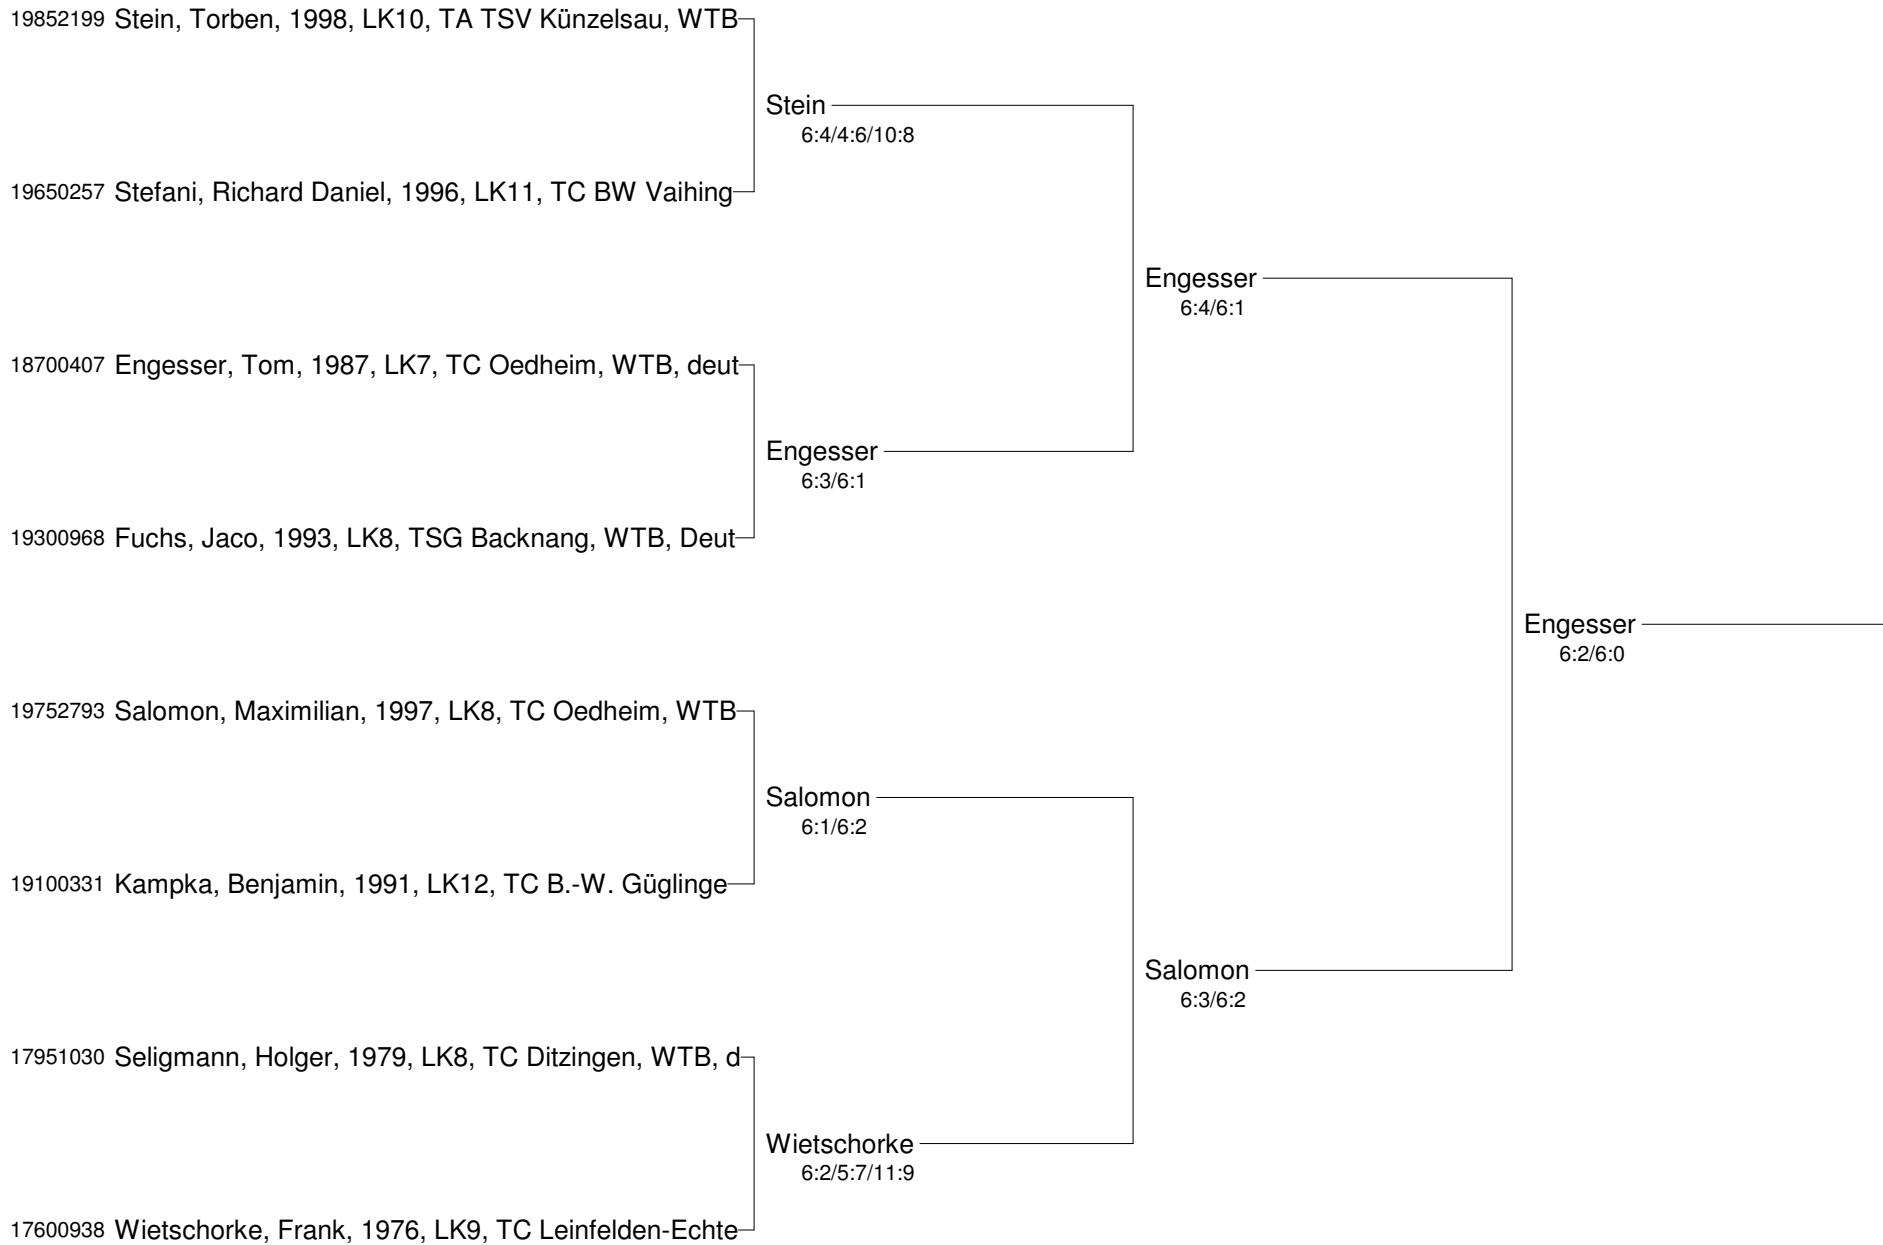 19852199 Stein, Torben, 1998, LK10, TA TSV Künzelsau, WTB
Stein
6:4/4:6/10:8
19650257 Stefani, Richard Daniel, 1996, LK11, TC BW Vaihing
Engesser
6:4/6:1
18700407 Engesser, Tom, 1987, LK7, TC Oedheim, WTB, deut
Engesser
6:3/6:1
19300968 Fuchs, Jaco, 1993, LK8, TSG Backnang, WTB, Deut
Engesser
6:2/6:0
19752793 Salomon, Maximilian, 1997, LK8, TC Oedheim, WTB
Salomon
6:1/6:2
19100331 Kampka, Benjamin, 1991, LK12, TC B.-W. Güglinge
Salomon
6:3/6:2
17951030 Seligmann, Holger, 1979, LK8, TC Ditzingen, WTB, d
Wietschorke
6:2/5:7/11:9
17600938 Wietschorke, Frank, 1976, LK9, TC Leinfelden-Echte